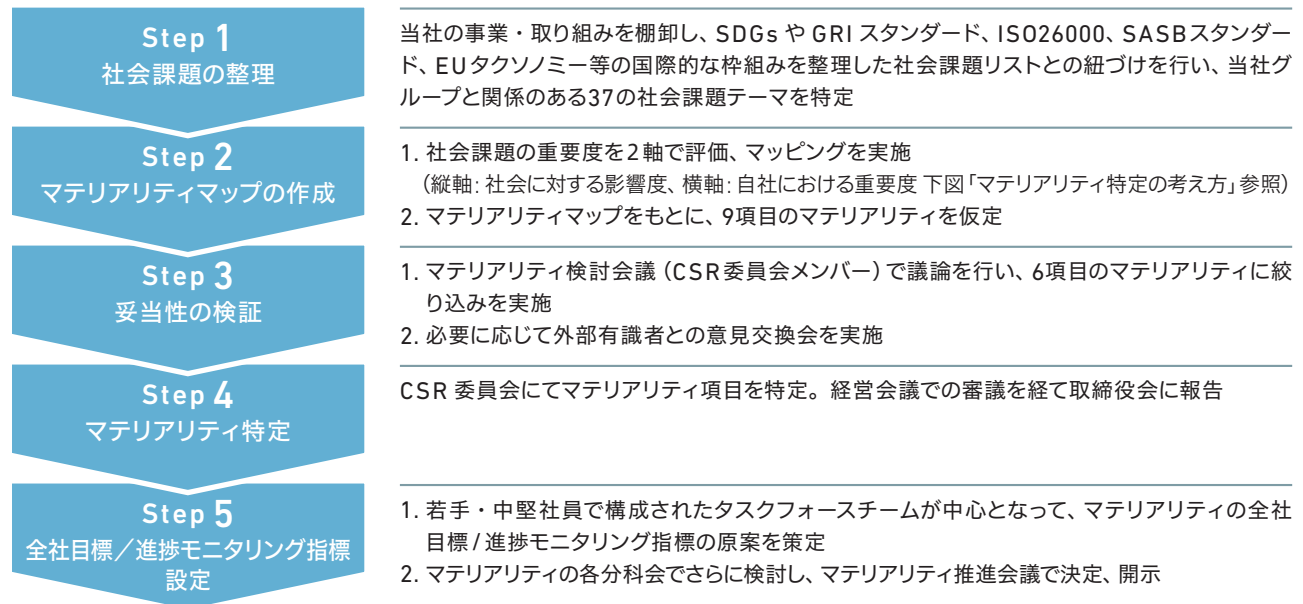 Step 1
社会課題の整理
当社の事業・取り組みを棚卸し、SDGs や GRI スタンダード、ISO26000、SASBスタンダー
ド、EUタクソノミー等の国際的な枠組みを整理した社会課題リストとの紐づけを行い、当社グ
ループと関係のある37の社会課題テーマを特定
Step 2
マテリアリティマップの作成
1. 社会課題の重要度を2軸で評価、マッピングを実施
（縦軸: 社会に対する影響度、横軸: 自社における重要度 下図「マテリアリティ特定の考え方」参照）
2. マテリアリティマップをもとに、9項目のマテリアリティを仮定
Step 3
妥当性の検証
1. マテリアリティ検討会議（CSR委員会メンバー）で議論を行い、6項目のマテリアリティに絞
り込みを実施
2. 必要に応じて外部有識者との意見交換会を実施
Step 4
マテリアリティ特定
CSR 委員会にてマテリアリティ項目を特定。経営会議での審議を経て取締役会に報告
Step 5
全社目標／進捗モニタリング指標
設定
1. 若手・中堅社員で構成されたタスクフォースチームが中心となって、マテリアリティの全社
目標 / 進捗モニタリング指標の原案を策定
2. マテリアリティの各分科会でさらに検討し、マテリアリティ推進会議で決定、開示